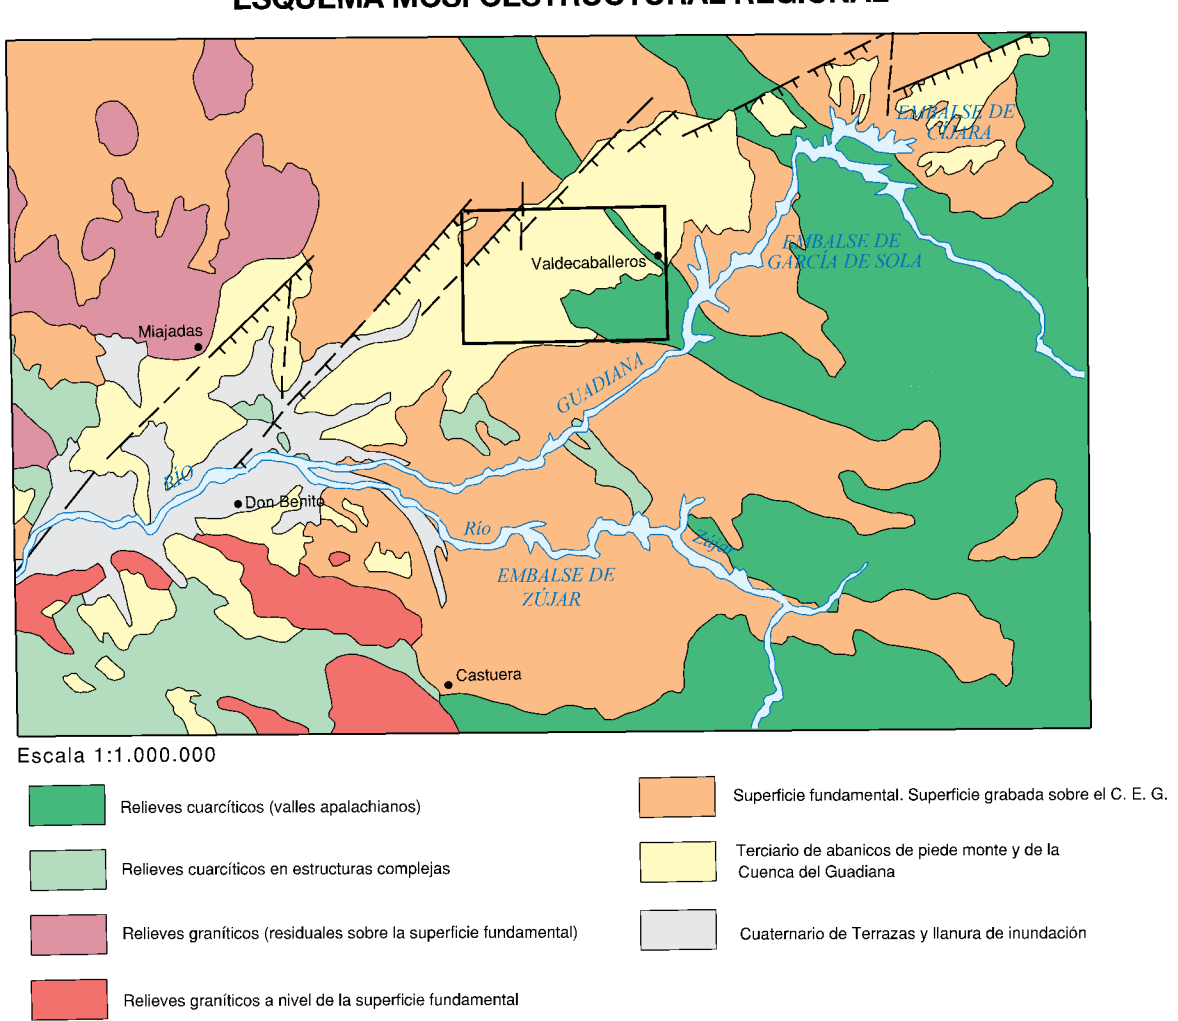 ESQUEMA MOSFOESTRUCTURAL REGIONAL
EMBALSE DE
CÍJARA
EMBALSE DE
GARCÍA DE SOLA
Valdecaballeros
Miajadas
GUADIANA
RÍO
Don Benito
Río
Zújar
EMBALSE DE
ZÚJAR
Castuera
Escala 1:1.000.000
Relieves cuarcíticos (valles apalachianos)
Relieves cuarcíticos en estructuras complejas
Relieves graníticos (residuales sobre la superficie fundamental)
Relieves graníticos a nivel de la superficie fundamental
Superficie fundamental. Superficie grabada sobre el C. E. G.
Terciario de abanicos de piede monte y de la
Cuenca del Guadiana
Cuaternario de Terrazas y llanura de inundación